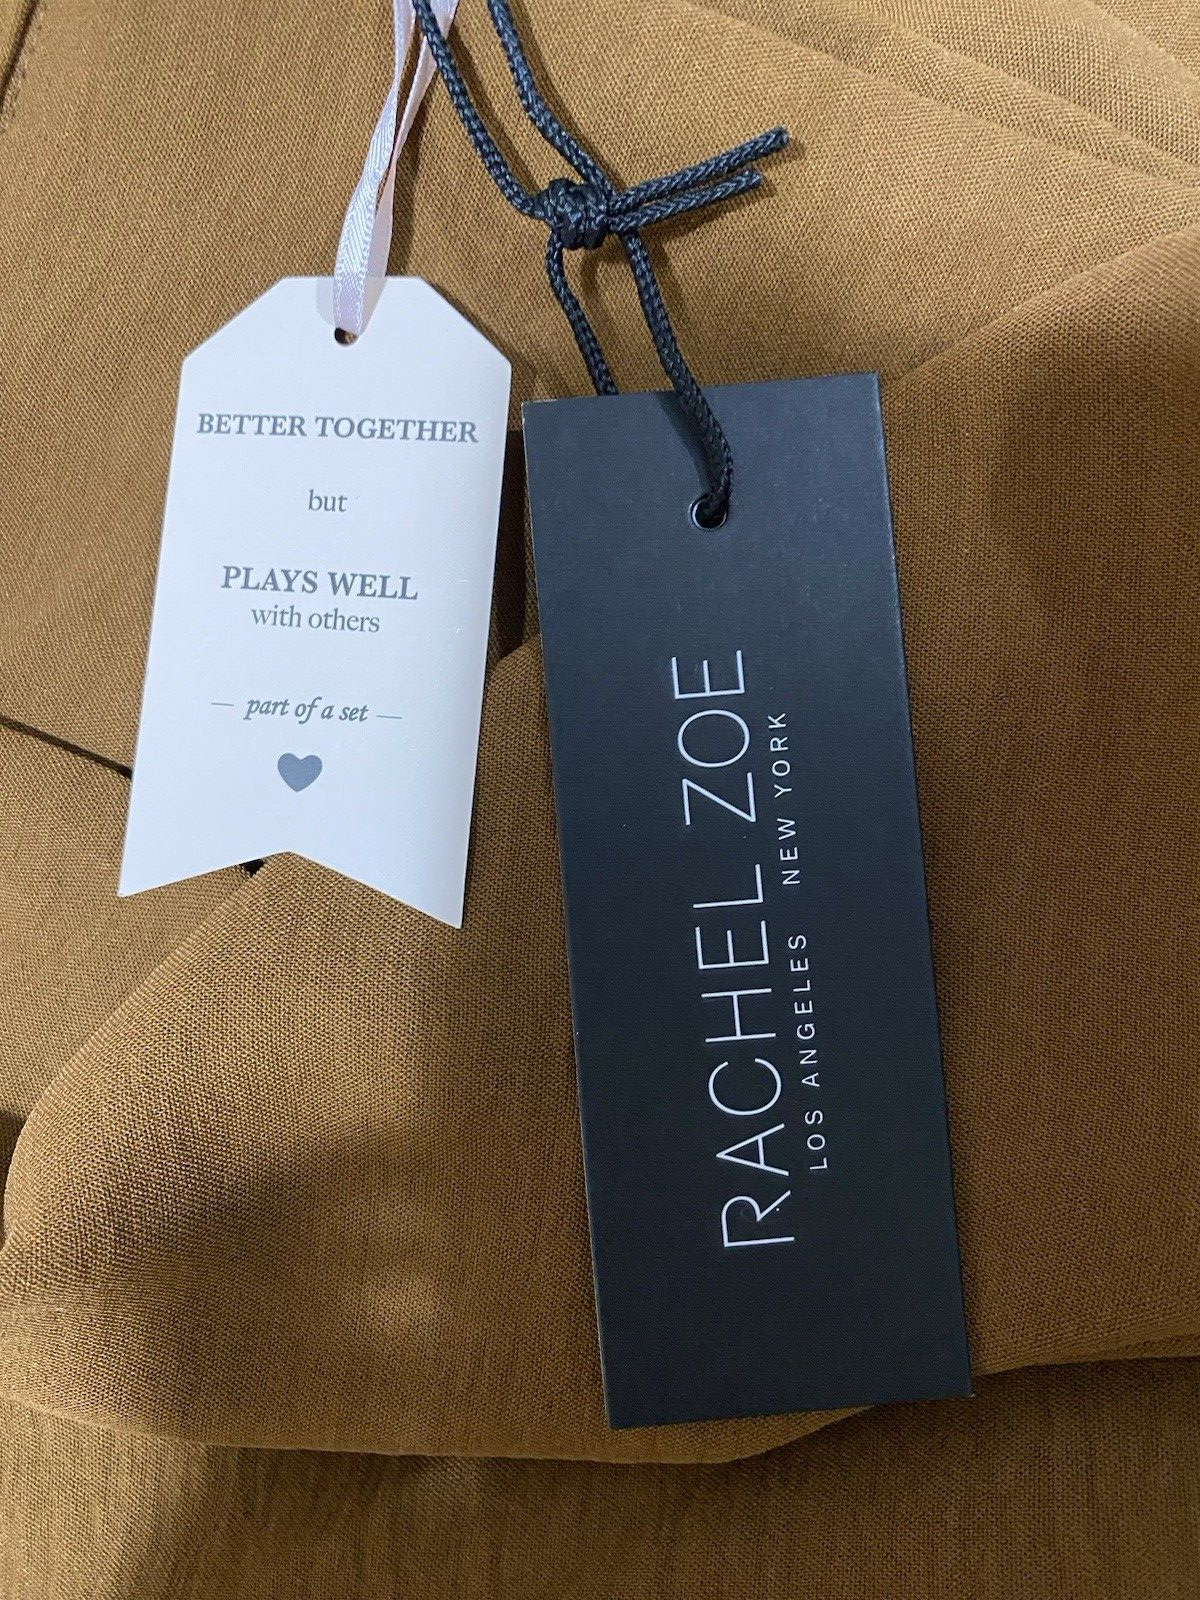 BETTER TOGETHER
but
PLAYS WELL
with others
— part of a set —
RACHEL ZOE
LOS ANGELES NEW YORK